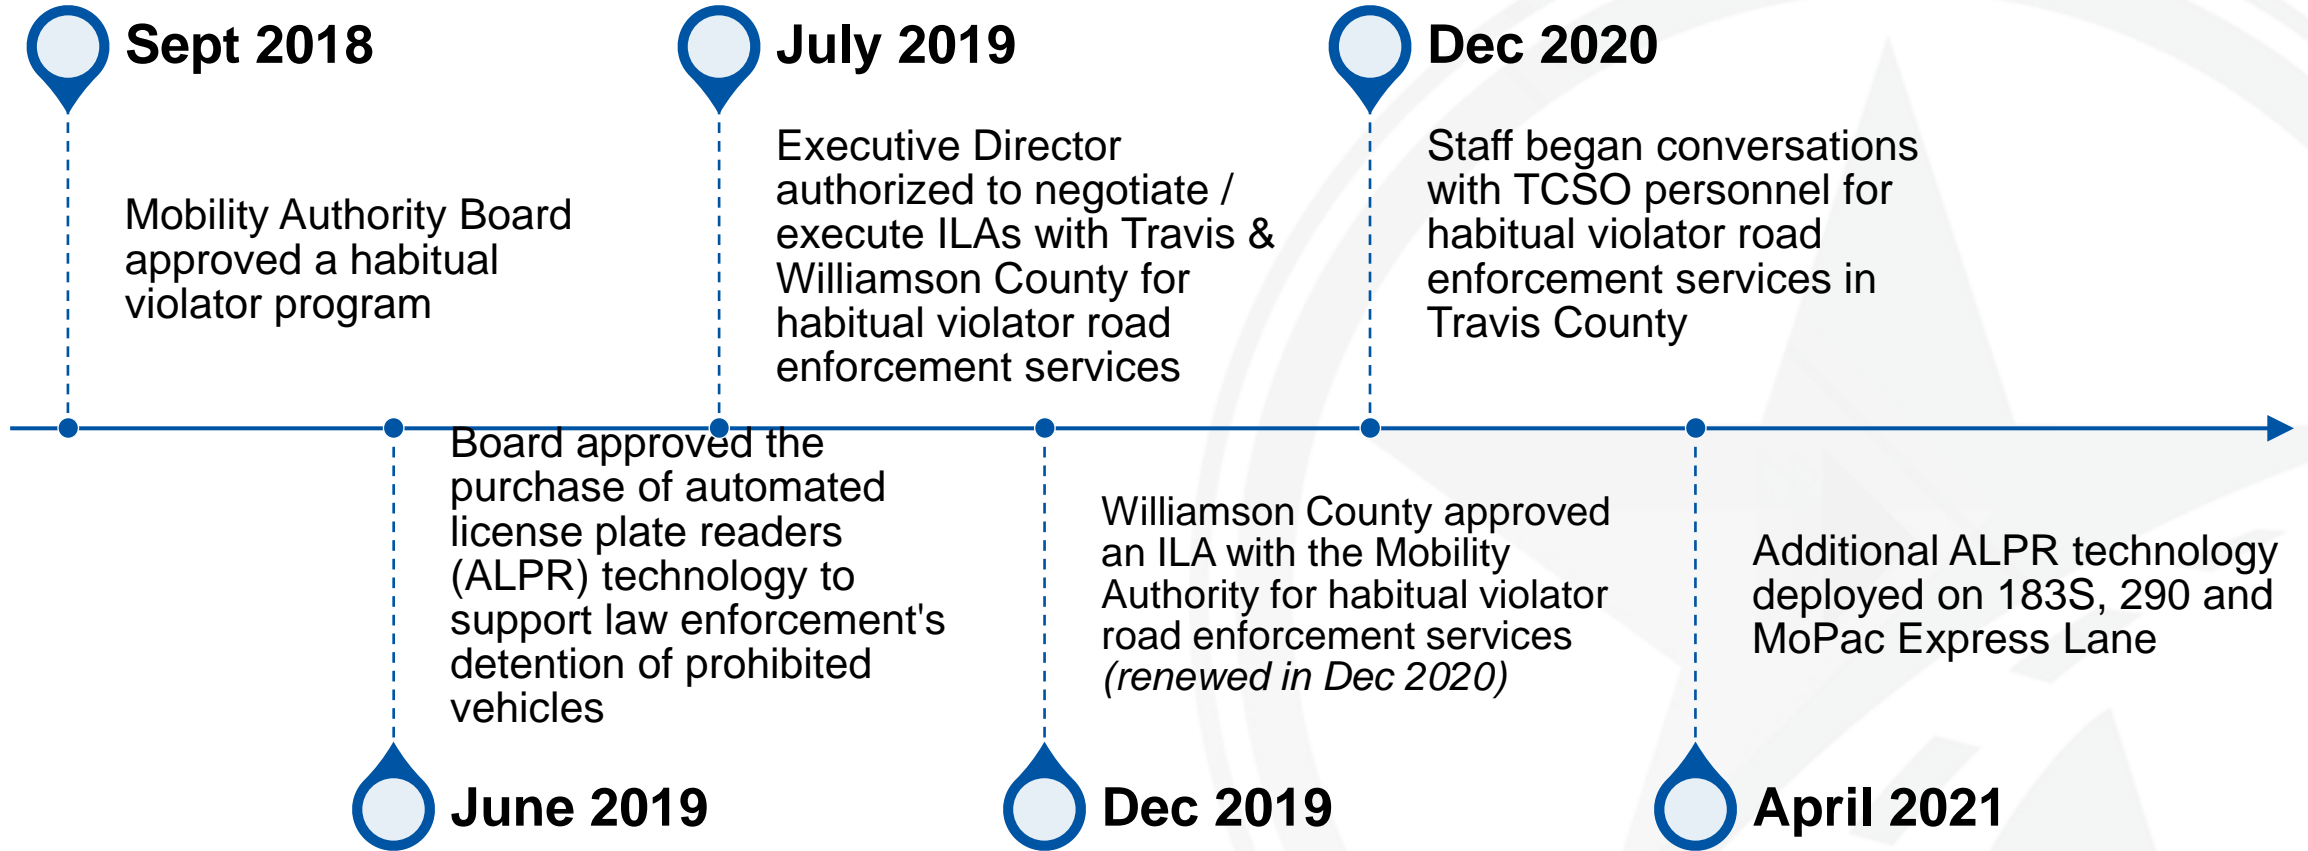 Sept 2018
Mobility Authority Board
approved a habitual
violator program
June 2019
Board approved the
purchase of automated
license plate readers
(ALPR) technology to
support law enforcement's
detention of prohibited
vehicles
July 2019
Executive Director
authorized to negotiate /
execute ILAs with Travis &
Williamson County for
habitual violator road
enforcement services
Dec 2019
Williamson County approved
an ILA with the Mobility
Authority for habitual violator
road enforcement services
(renewed in Dec 2020)
Dec 2020
Staff began conversations
with TCSO personnel for
habitual violator road
enforcement services in
Travis County
April 2021
Additional ALPR technology
deployed on 183S, 290 and
MoPac Express Lane